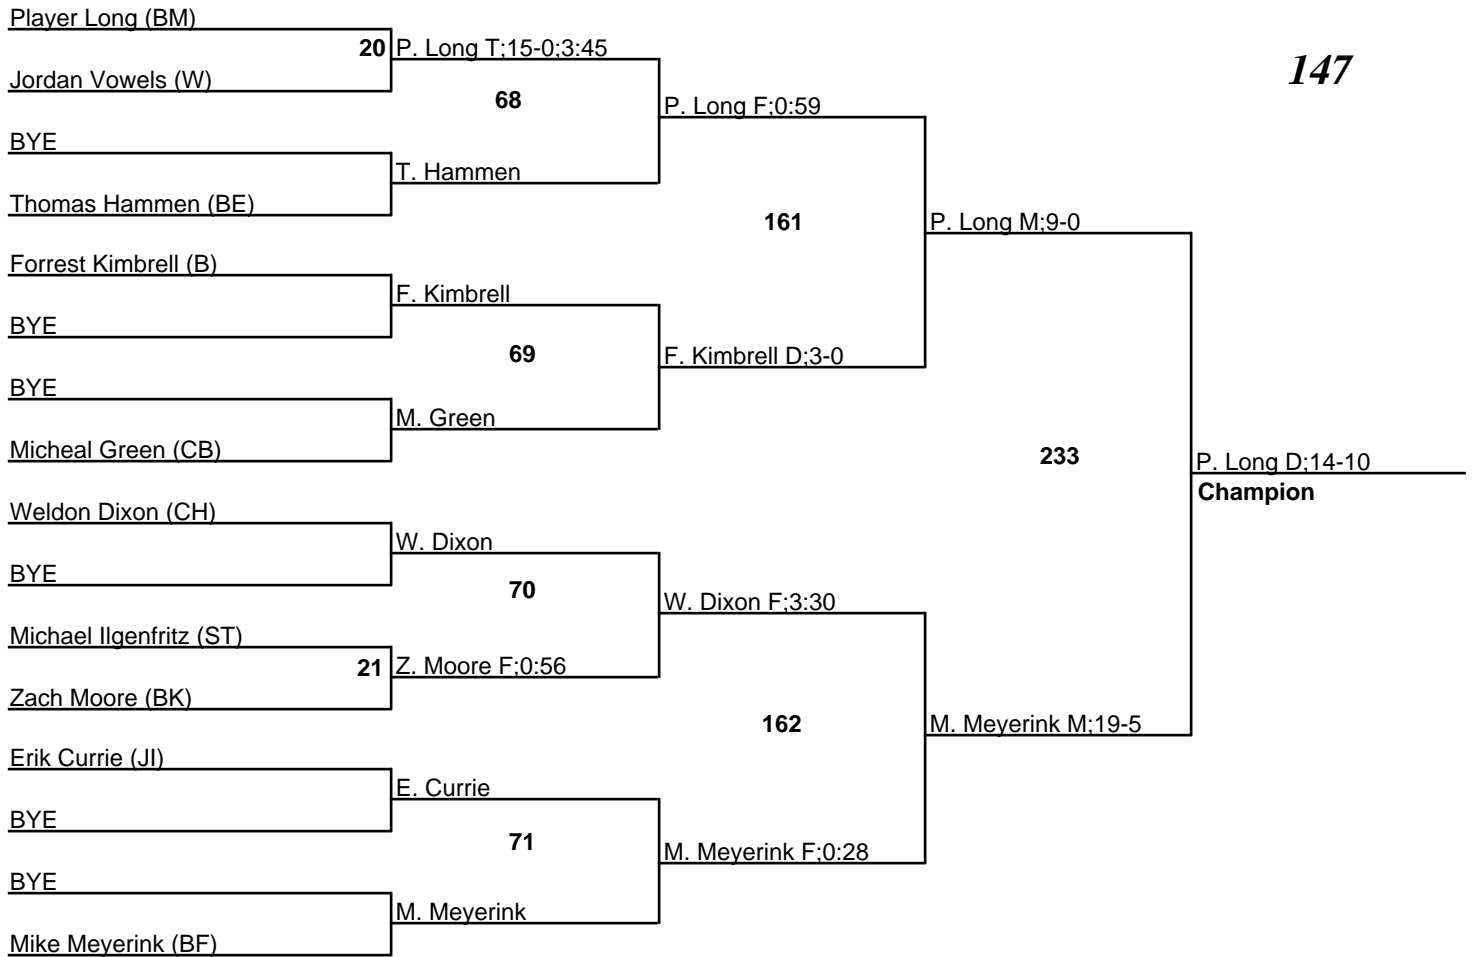 Player Long (BM)
20 P. Long T;15-0;3:45
147
Jordan Vowels (W)
68
P. Long F;0:59
BYE
T. Hammen
Thomas Hammen (BE)
161
P. Long M;9-0
Forrest Kimbrell (B)
F. Kimbrell
BYE
69
F. Kimbrell D;3-0
BYE
M. Green
Micheal Green (CB)
233
P. Long D;14-10
Champion
Weldon Dixon (CH)
W. Dixon
BYE
70
W. Dixon F;3:30
Michael Ilgenfritz (ST)
21 Z. Moore F;0:56
Zach Moore (BK)
162
M. Meyerink M;19-5
Erik Currie (JI)
E. Currie
BYE
71
M. Meyerink F;0:28
BYE
M. Meyerink
Mike Meyerink (BF)